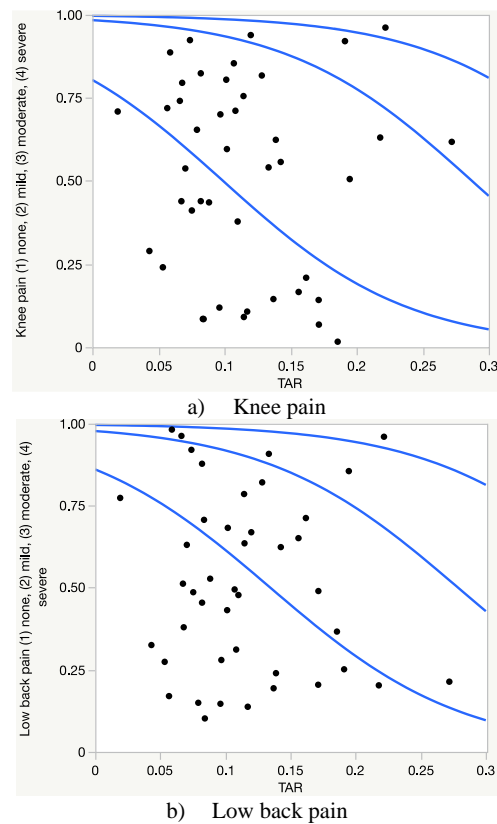 Knee pain (1) none, (2) mild, (3) moderate, (4) severe
1.00
0.75
0.50
0.25
0
0 0.05 0.1 0.15 0.2 0.25 0.3
TAR
a) Knee pain
Low back pain (1) none, (2) mild, (3) moderate, (4)
severe
1.00
0.75
0.50
0.25
0
0 0.05 0.1 0.15 0.2 0.25 0.3
TAR
b) Low back pain